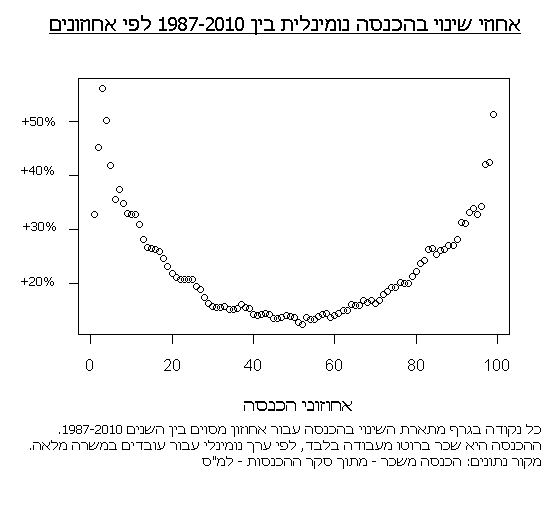 אחוזי שינוי בהכנסה נומינלית בין 1987-2010 לפי אחוזונים
+50%
+40%
+30%
+20%
0 20 40 60 80 100
אחוזוני הכנסה
כל נקודה בגרף מתארת השינוי בהכנסה עבור אחוזון מסוים בין השנים 1987-2010.
ההכנסה היא שכר ברוטו מעבודה בלבד, לפי ערך נומינלי עבור עובדים במשרה מלאה.
מקור נתונים: הכנסה משכר - מתוך סקר ההכנסות - למ"ס